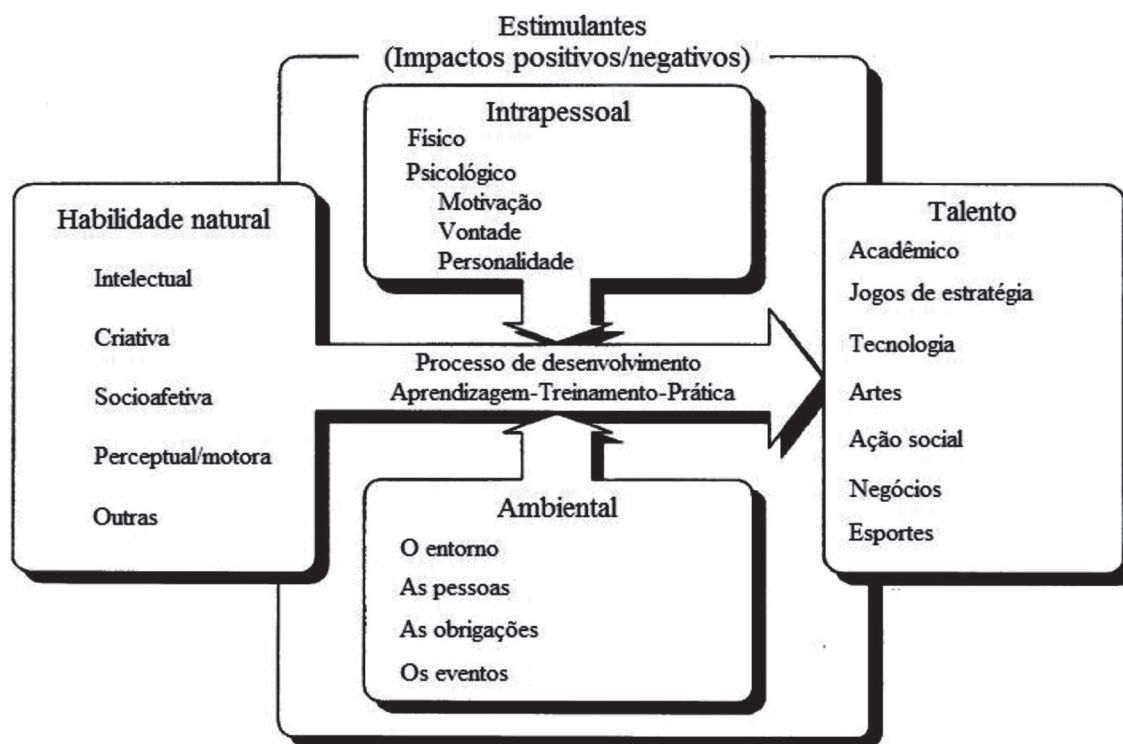 Estimulantes
(Impactos positivos/negativos)
Intrapessoal
Físico
Psicológico
Motivação
Vontade
Personalidade
Habilidade natural
Intelectual
Criativa
Socioafetiva
Perceptual/motora
Outras
Processo de desenvolvimento
Aprendizagem-Treinamento-Prática
Ambiental
O entorno
As pessoas
As obrigações
Os eventos
Talento
Acadêmico
Jogos de estratégia
Tecnologia
Artes
Ação social
Negócios
Esportes